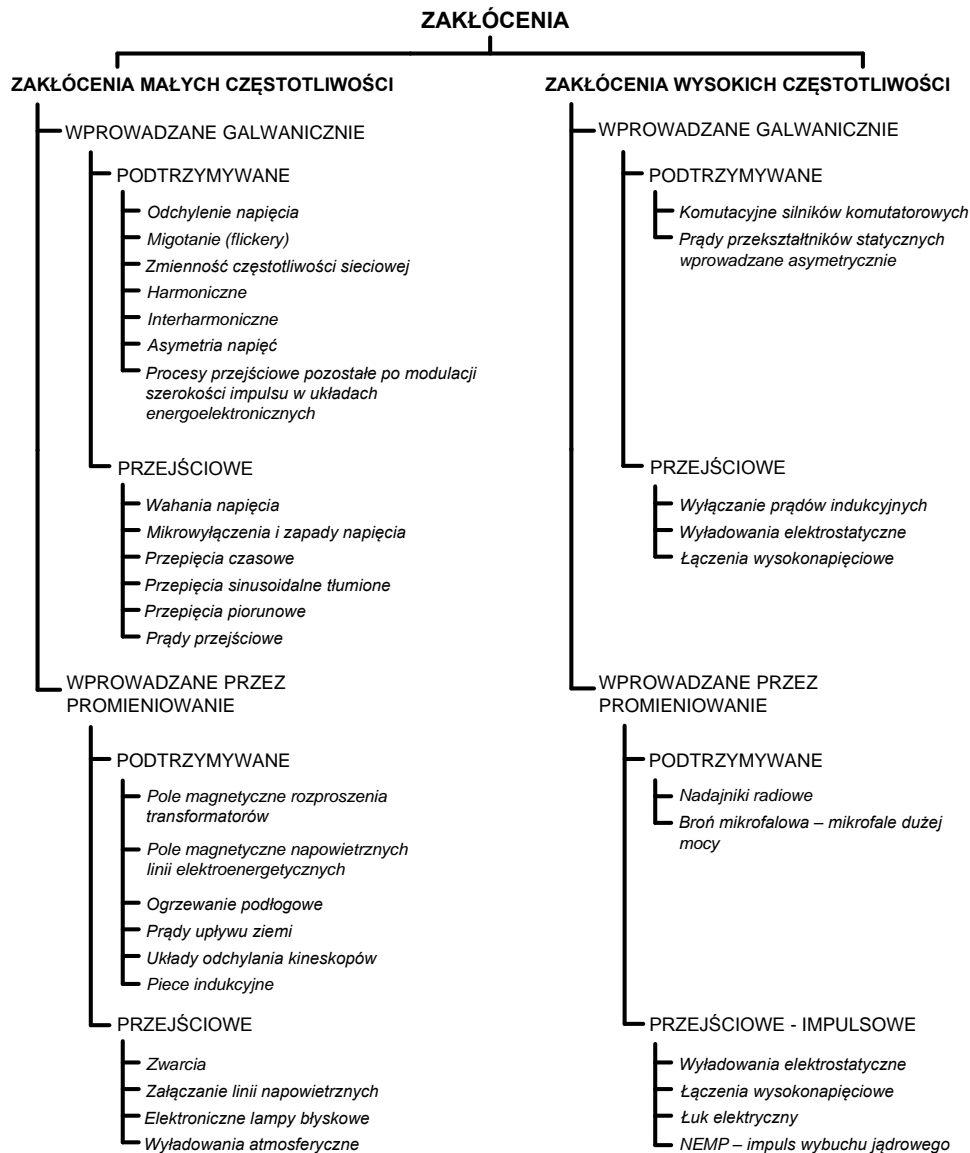 ZAKŁÓCENIA
ZAKŁÓCENIA MAŁYCH CZĘSTOTLIWOŚCI
WPROWADZANE GALWANICZNIE
PODTRZYMYWANE
Odchylenie napięcia
Migotanie (flickery)
Zmienność częstotliwości sieciowej
Harmoniczne
Interharmoniczne
Asymetria napięć
Procesy przejściowe pozostałe po modulacji
szerokości impulsu w układach
energoelektronicznych
PRZEJŚCIOWE
Wahania napięcia
Mikrowyłączenia i zapady napięcia
Przepięcia czasowe
Przepięcia sinusoidalne tłumione
Przepięcia piorunowe
Prądy przejściowe
WPROWADZANE PRZEZ
PROMIENIOWANIE
PODTRZYMYWANE
Pole magnetyczne rozproszenia
transformatorów
Pole magnetyczne napowietrznych
linii elektroenergetycznych
Ogrzewanie podłogowe
Prądy upływu ziemi
Układy odchylania kineskopów
Piece indukcyjne
PRZEJŚCIOWE
Zwarcia
Załączanie linii napowietrznych
Elektroniczne lampy błyskowe
Wyładowania atmosferyczne
ZAKŁÓCENIA WYSOKICH CZĘSTOTLIWOŚCI
WPROWADZANE GALWANICZNIE
PODTRZYMYWANE
Komutacyjne silników komutatorowych
Prądy przekształtników statycznych
wprowadzane asymetrycznie
PRZEJŚCIOWE
Wyłączanie prądów indukcyjnych
Wyładowania elektrostatyczne
Łączenia wysokonapięciowe
WPROWADZANE PRZEZ
PROMIENIOWANIE
PODTRZYMYWANE
Nadajniki radiowe
Broń mikrofalowa – mikrofale dużej
mocy
PRZEJŚCIOWE - IMPULSOWE
Wyładowania elektrostatyczne
Łączenia wysokonapięciowe
Łuk elektryczny
NEMP – impuls wybuchu jądrowego